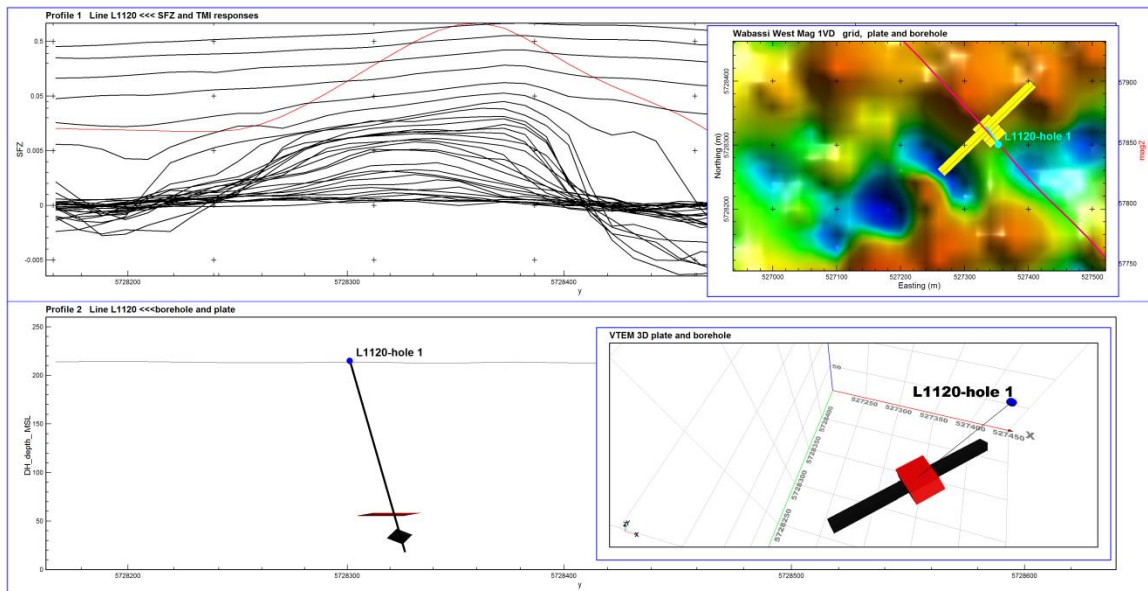 Profile 1 Line L1120 <<< SFZ and TMI responses
0.5
0.05
0.005
0
-0.005
SFZ
5728200
5728300
5728400
y
Wabassi West Mag 1VD grid, plate and borehole
5728400
5728300
5728200
Northing (m)
L1120-hole 1
527000
527100
527200
527300
527400
527500
Easting (m)
57900
57850
57800
57750
mag2
Profile 2 Line L1120 <<<borehole and plate
250
200
150
100
50
0
DH_depth_MSL
L1120-hole 1
5728200
5728300
5728400
5728500
5728600
y
VTEM 3D plate and borehole
50
L1120-hole 1
527250
527300
527350
527400
527450
X
5728400
5728350
5728300
5728250
Z
x